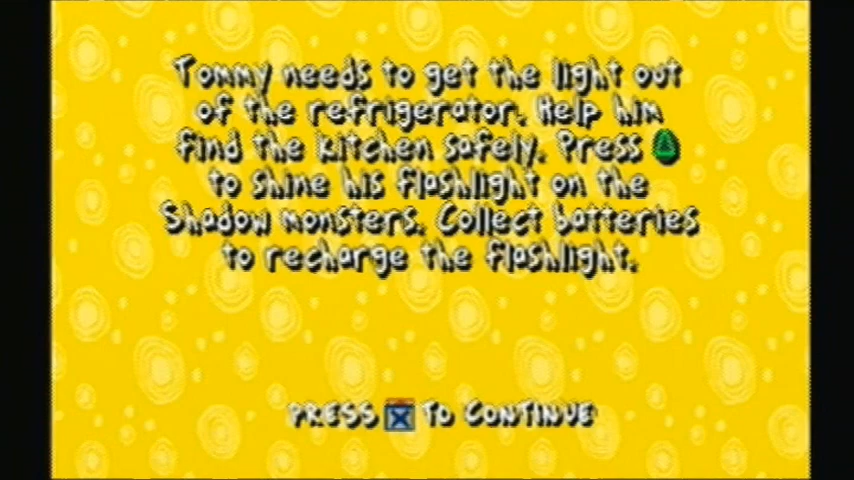 Tommy needs to get the light out
of the refrigerator. Help him
find the kitchen safely. Press
to shine his flashlight on the
Shadow monsters. Collect batteries
to recharge the flashlight.
PRESS TO CONTINUE